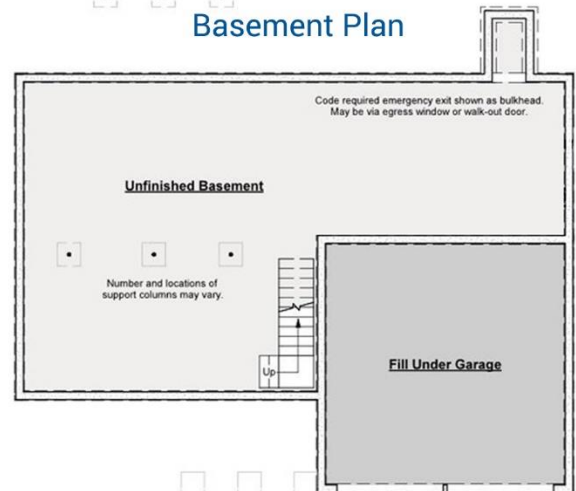 Basement Plan
Code required emergency exit shown as bulkhead.
May be via egress window or walk-out door.
Unfinished Basement
Number and locations of
support columns may vary.
Up
Fill Under Garage